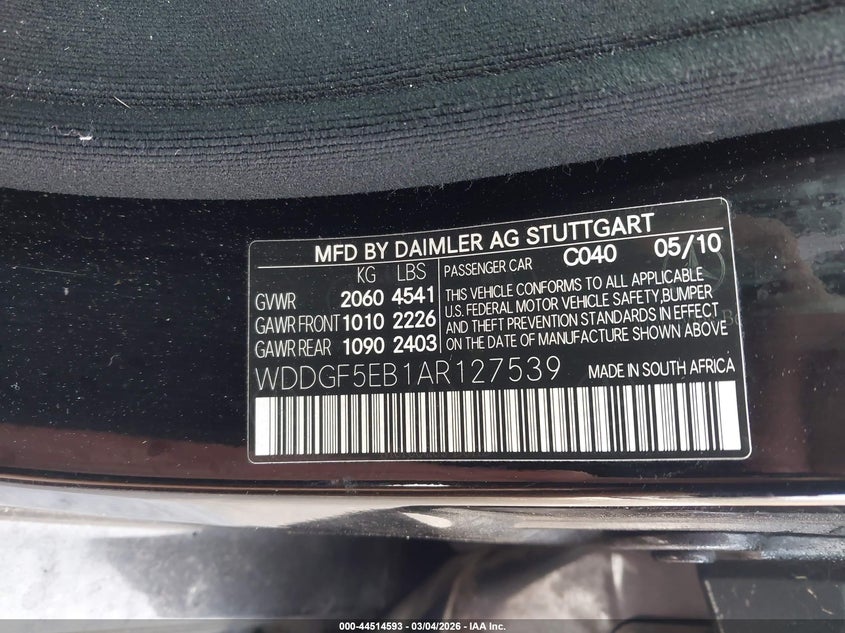 MFD BY DAIMLER AG STUTTGART C040 05/10
KG LBS
GVWR 2060 4541
GAWR FRONT 1010 2226
GAWR REAR 1090 2403
PASSENGER CAR
THIS VEHICLE CONFORMS TO ALL APPLICABLE
U.S. FEDERAL MOTOR VEHICLE SAFETY,BUMPER
AND THEFT PREVENTION STANDARDS IN EFFECT
ON THE DATE OF MANUFACTURE SHOWN ABOVE
WDDGF5EB1AR127539 MADE IN SOUTH AFRICA
000-44514593 - 03/04/2026 - IAA Inc.